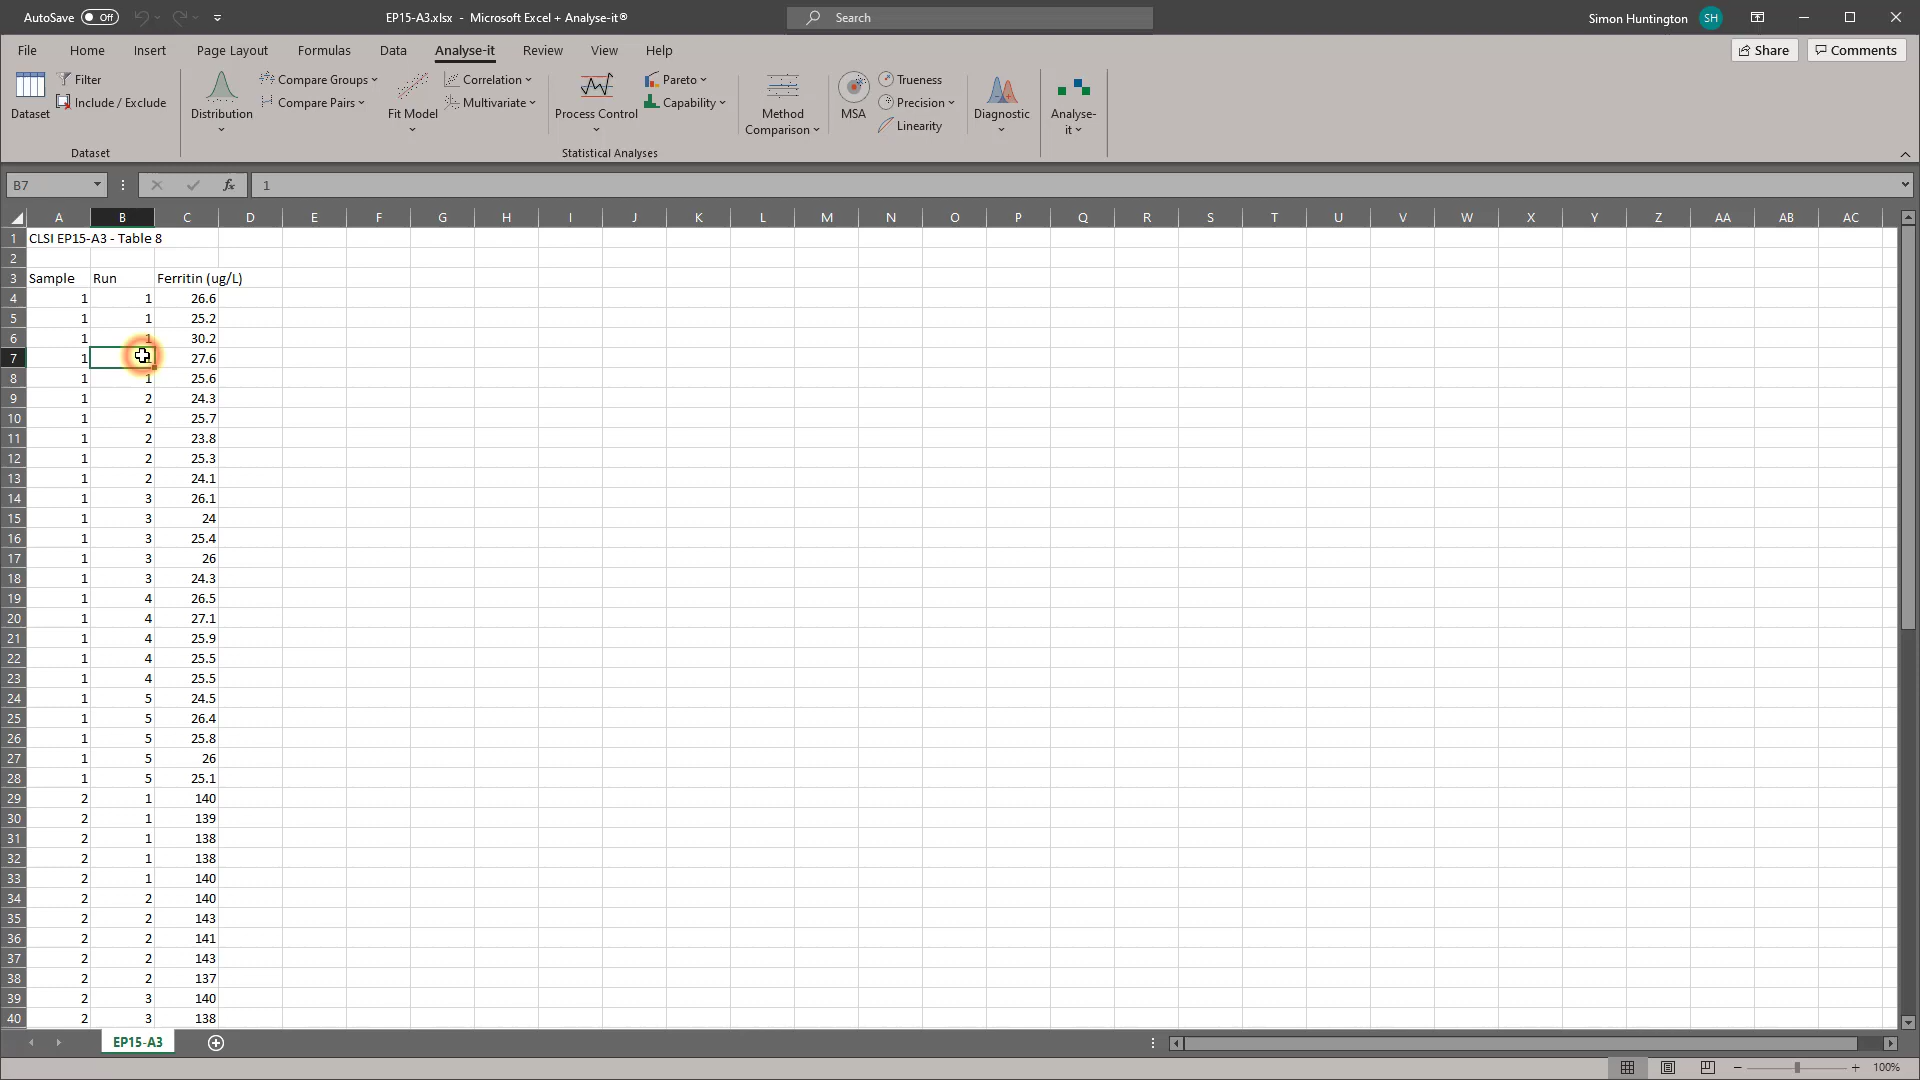 AutoSave Off EP15-A3.xlsx - Microsoft Excel + Analyse-it® Search Simon Huntington SH
File Home Insert Page Layout Formulas Data Analyse-it Review View Help Share Comments
Filter Compare Groups Correlation Pareto Trueness
Include / Exclude Compare Pairs Multivariate Capability Precision
Dataset Distribution Fit Model Process Control Method Comparison MSA Linearity Diagnostic Analyse-it
Dataset Statistical Analyses
B7 fx 1
A B C D E F G H I J K L M N O P Q R S T U V W X Y Z AA AB AC
1 CLSI EP15-A3 - Table 8
2
3 Sample Run Ferritin (ug/L)
4 1 1 26.6
5 1 1 25.2
6 1 1 30.2
7 1 1 27.6
8 1 1 25.6
9 1 2 24.3
10 1 2 25.7
11 1 2 23.8
12 1 2 25.3
13 1 2 24.1
14 1 3 26.1
15 1 3 24
16 1 3 25.4
17 1 3 26
18 1 3 24.3
19 1 4 26.5
20 1 4 27.1
21 1 4 25.9
22 1 4 25.5
23 1 4 25.5
24 1 5 24.5
25 1 5 26.4
26 1 5 25.8
27 1 5 26
28 1 5 25.1
29 2 1 140
30 2 1 139
31 2 1 138
32 2 1 138
33 2 1 140
34 2 2 140
35 2 2 143
36 2 2 141
37 2 2 143
38 2 2 137
39 2 3 140
40 2 3 138
EP15-A3
100%